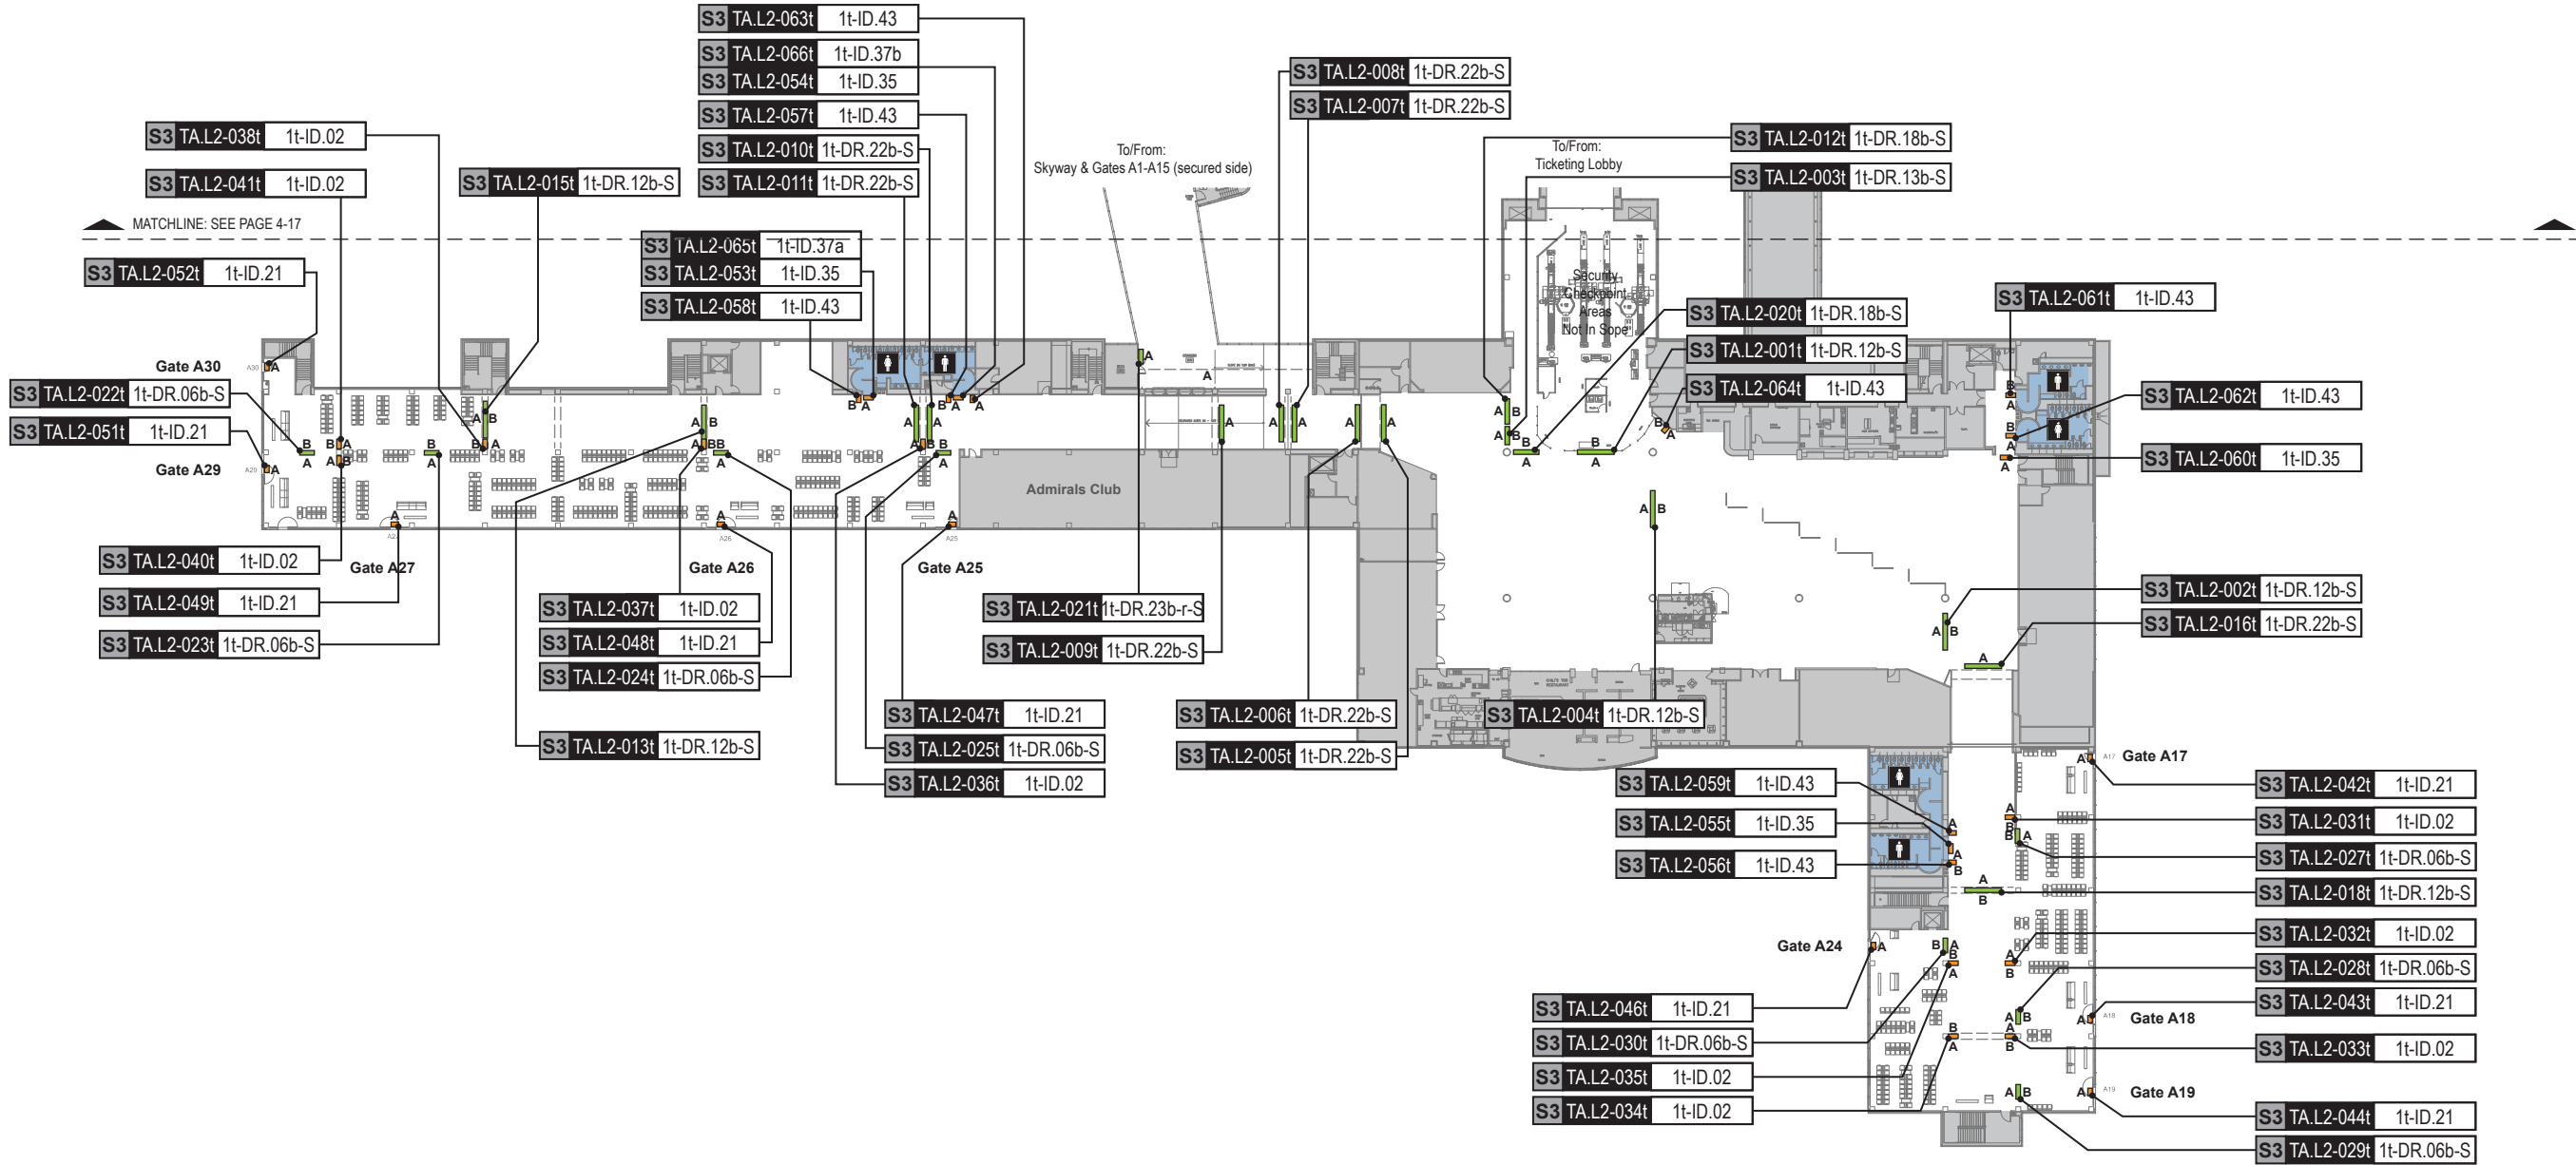 S3 TA.L2-063t 1t-ID.43
S3 TA.L2-066t 1t-ID.37b
S3 TA.L2-054t 1t-ID.35
S3 TA.L2-057t 1t-ID.43
S3 TA.L2-010t 1t-DR.22b-S
S3 TA.L2-011t 1t-DR.22b-S
S3 TA.L2-008t 1t-DR.22b-S
S3 TA.L2-007t 1t-DR.22b-S
S3 TA.L2-012t 1t-DR.18b-S
S3 TA.L2-003t 1t-DR.13b-S
S3 TA.L2-038t 1t-ID.02
S3 TA.L2-041t 1t-ID.02
S3 TA.L2-015t 1t-DR.12b-S
To/From:
Skyway & Gates A1-A15 (secured side)
To/From:
Ticketing Lobby
MATCHLINE: SEE PAGE 4-17
S3 TA.L2-065t 1t-ID.37a
S3 TA.L2-053t 1t-ID.35
S3 TA.L2-058t 1t-ID.43
S3 TA.L2-052t 1t-ID.21
Security
Checkpoint
Areas
Not In Sope
S3 TA.L2-020t 1t-DR.18b-S
S3 TA.L2-001t 1t-DR.12b-S
S3 TA.L2-064t 1t-ID.43
S3 TA.L2-061t 1t-ID.43
S3 TA.L2-062t 1t-ID.43
S3 TA.L2-060t 1t-ID.35
Gate A30
A30
S3 TA.L2-022t 1t-DR.06b-S
S3 TA.L2-051t 1t-ID.21
Gate A29
A29
Admirals Club
A27
A26
A25
Gate A27
Gate A26
Gate A25
S3 TA.L2-040t 1t-ID.02
S3 TA.L2-049t 1t-ID.21
S3 TA.L2-023t 1t-DR.06b-S
S3 TA.L2-037t 1t-ID.02
S3 TA.L2-048t 1t-ID.21
S3 TA.L2-024t 1t-DR.06b-S
S3 TA.L2-013t 1t-DR.12b-S
S3 TA.L2-021t 1t-DR.23b-r-S
S3 TA.L2-009t 1t-DR.22b-S
S3 TA.L2-047t 1t-ID.21
S3 TA.L2-025t 1t-DR.06b-S
S3 TA.L2-036t 1t-ID.02
S3 TA.L2-006t 1t-DR.22b-S
S3 TA.L2-005t 1t-DR.22b-S
S3 TA.L2-004t 1t-DR.12b-S
S3 TA.L2-002t 1t-DR.12b-S
S3 TA.L2-016t 1t-DR.22b-S
A17
Gate A17
S3 TA.L2-059t 1t-ID.43
S3 TA.L2-055t 1t-ID.35
S3 TA.L2-056t 1t-ID.43
S3 TA.L2-042t 1t-ID.21
S3 TA.L2-031t 1t-ID.02
S3 TA.L2-027t 1t-DR.06b-S
S3 TA.L2-018t 1t-DR.12b-S
S3 TA.L2-032t 1t-ID.02
S3 TA.L2-028t 1t-DR.06b-S
S3 TA.L2-043t 1t-ID.21
Gate A24
A18
Gate A18
S3 TA.L2-033t 1t-ID.02
S3 TA.L2-046t 1t-ID.21
S3 TA.L2-030t 1t-DR.06b-S
S3 TA.L2-035t 1t-ID.02
S3 TA.L2-034t 1t-ID.02
A19
Gate A19
S3 TA.L2-044t 1t-ID.21
S3 TA.L2-029t 1t-DR.06b-S